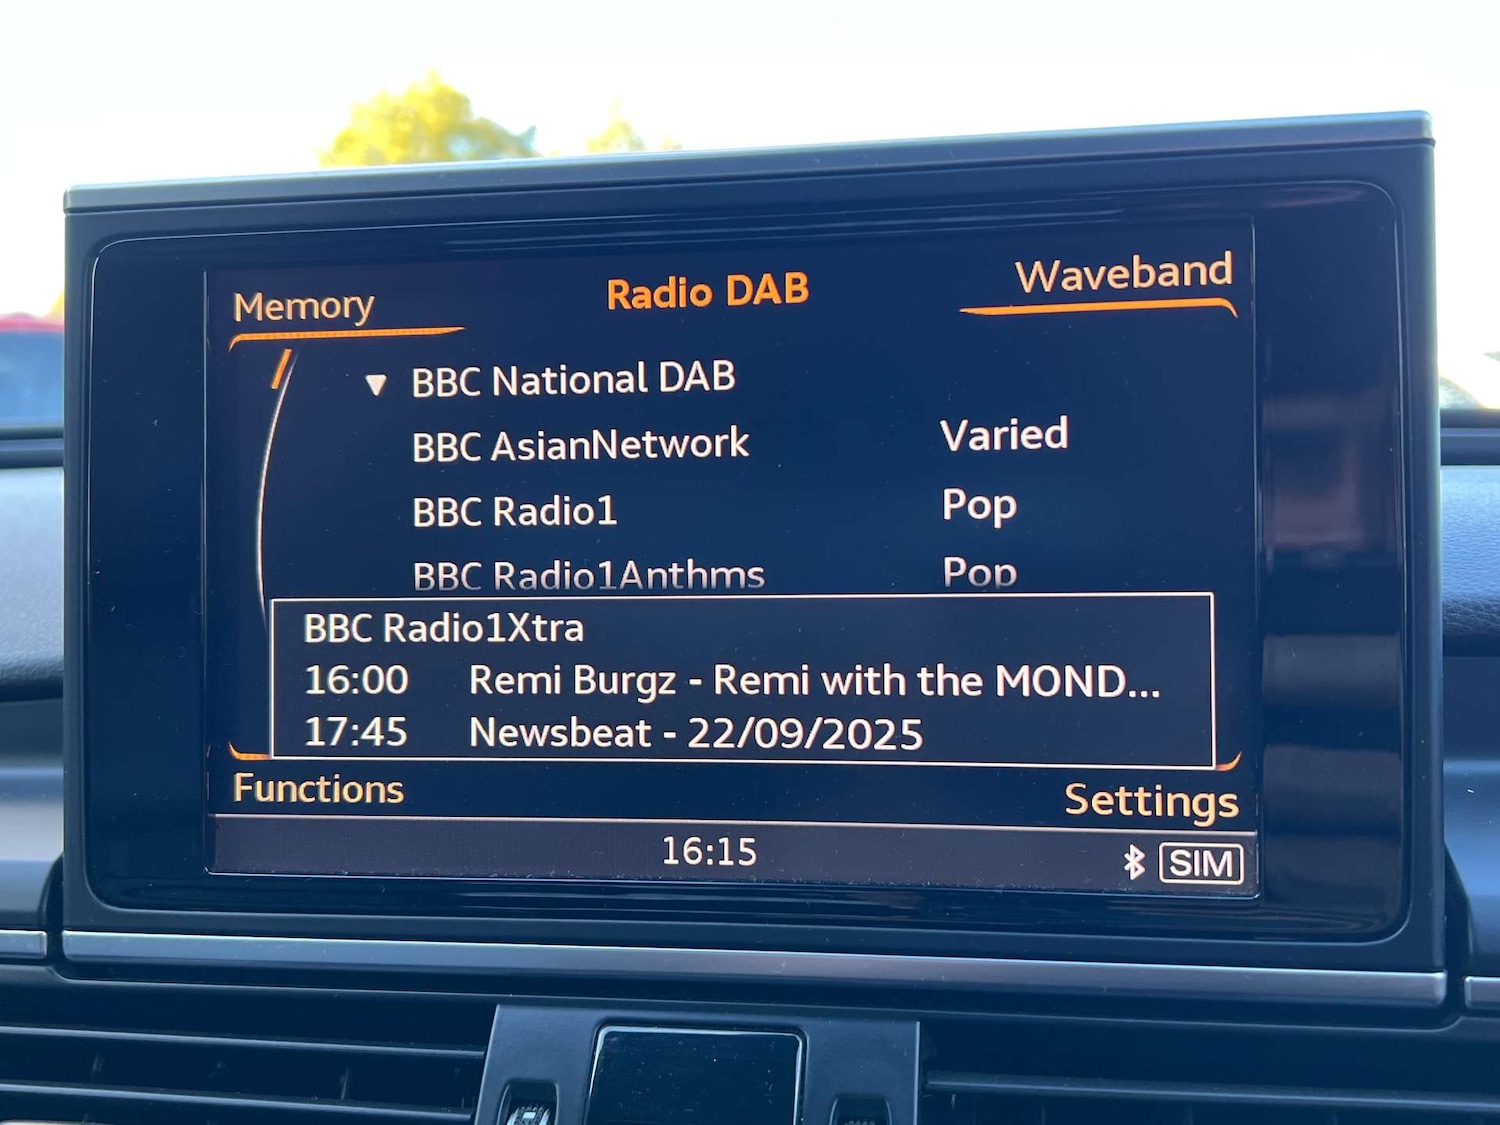 Memory
Radio DAB
Waveband
BBC National DAB
BBC AsianNetwork Varied
BBC Radio1 Pop
BBC Radio1Anthms Pop
BBC Radio1Xtra
16:00 Remi Burgz - Remi with the MOND...
17:45 Newsbeat - 22/09/2025
Functions
Settings
16:15
SIM